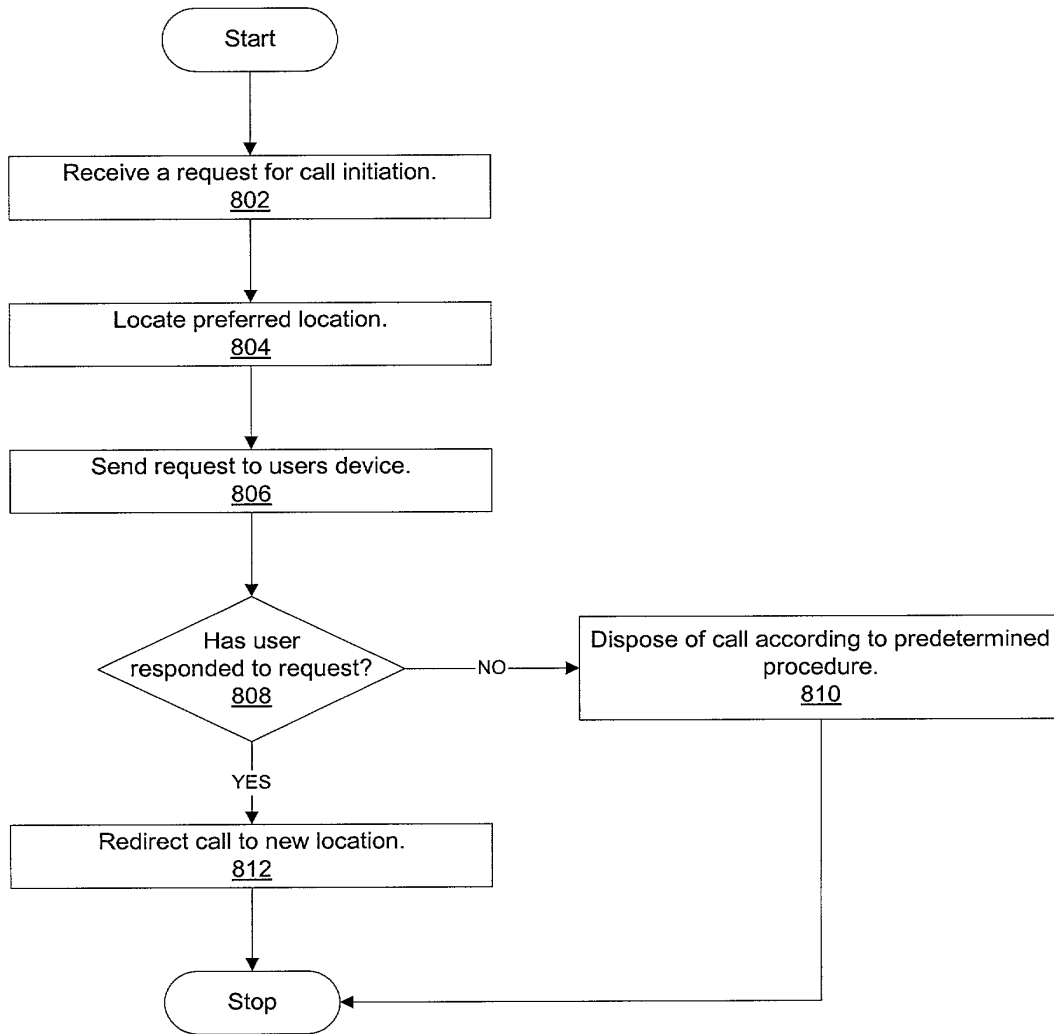 Start
Receive a request for call initiation.
802
Locate preferred location.
804
Send request to users device.
806
Has user
responded to request?
808
NO
Dispose of call according to predetermined
procedure.
810
YES
Redirect call to new location.
812
Stop